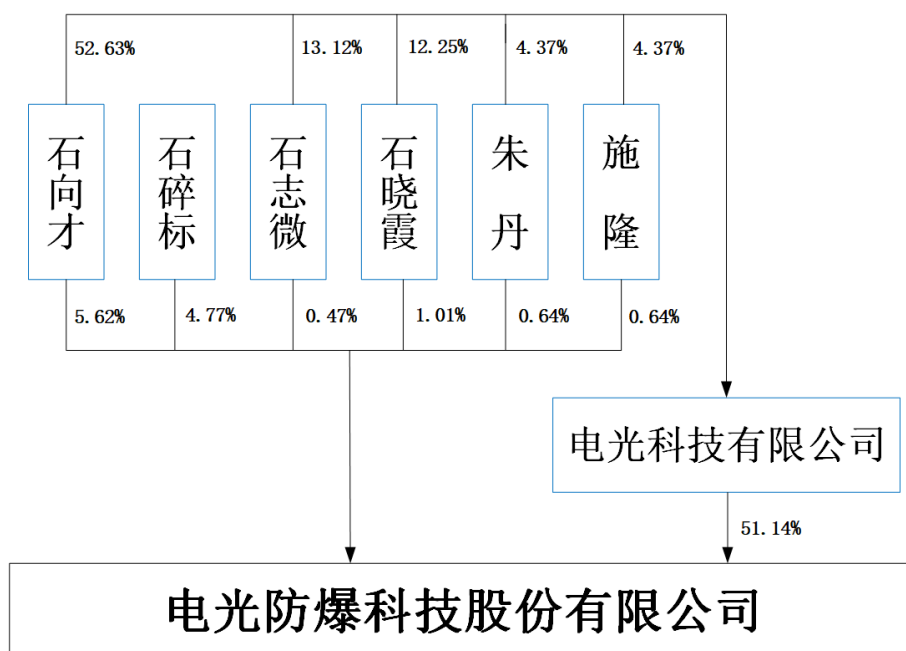 52.63% 13.12% 12.25% 4.37% 4.37%
石向才 石碎标 石志微 石晓霞 朱丹 施隆
5.62% 4.77% 0.47% 1.01% 0.64% 0.64%
电光科技有限公司
51.14%
电光防爆科技股份有限公司